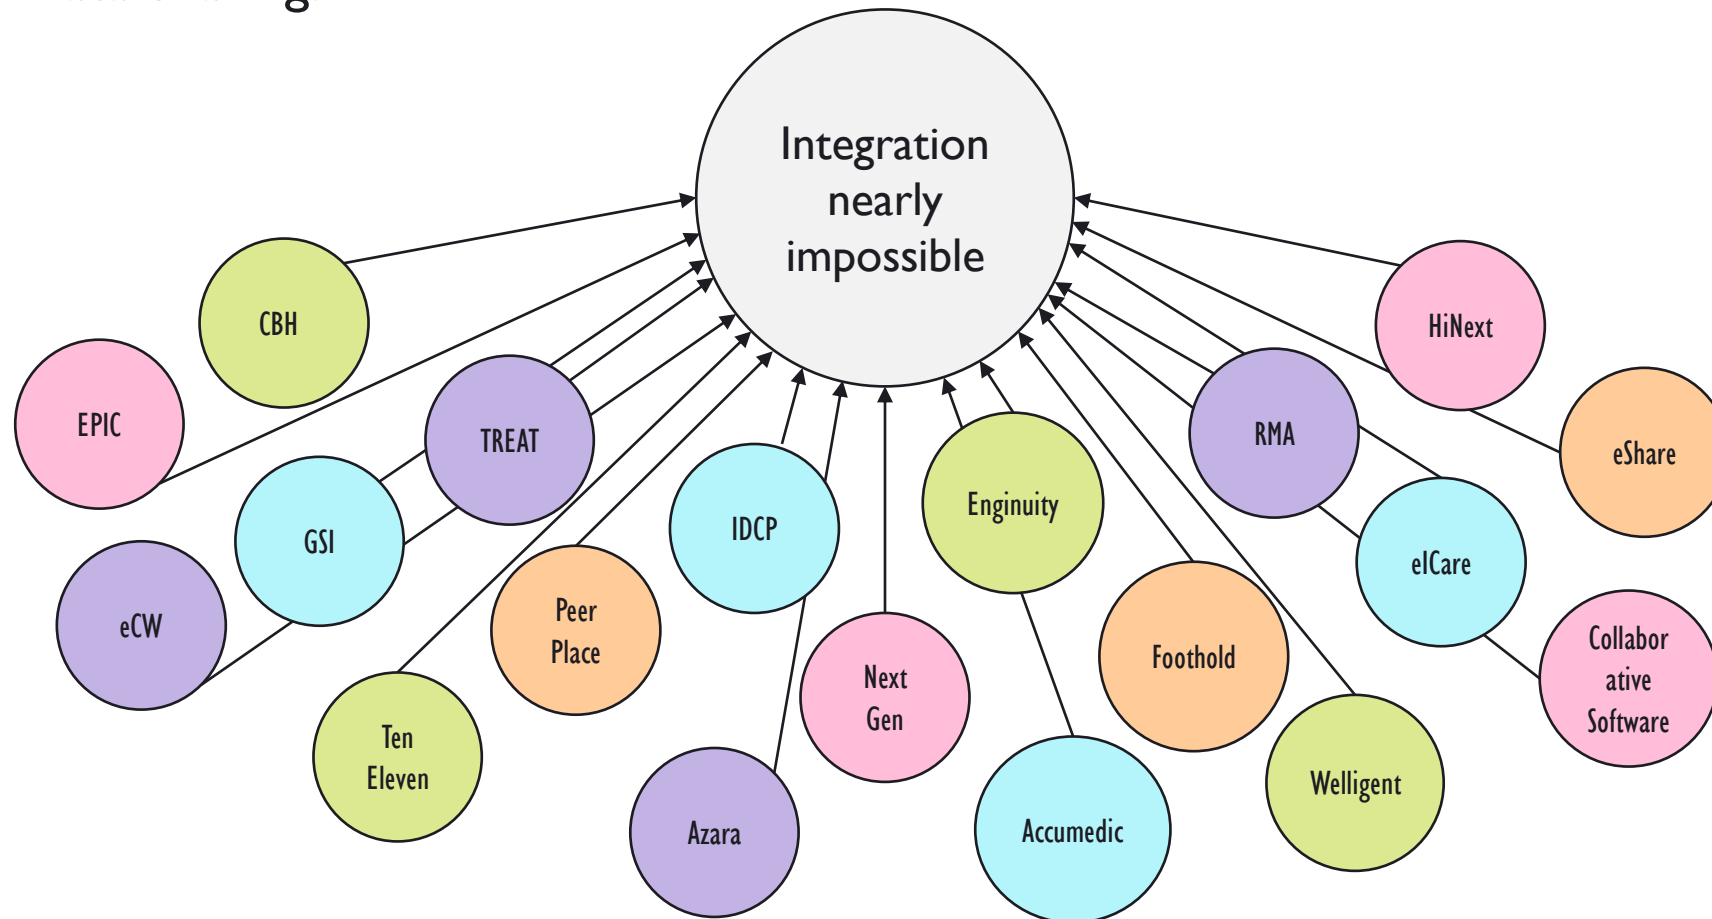 Integration
nearly
impossible
CBH
HiNext
EPIC
TREAT
RMA
eShare
GSI
IDCP
Enginuity
eICare
eCW
Peer
Place
Foothold
Collabor
ative
Software
Next
Gen
Ten
Eleven
Welligent
Azara
Accumedic